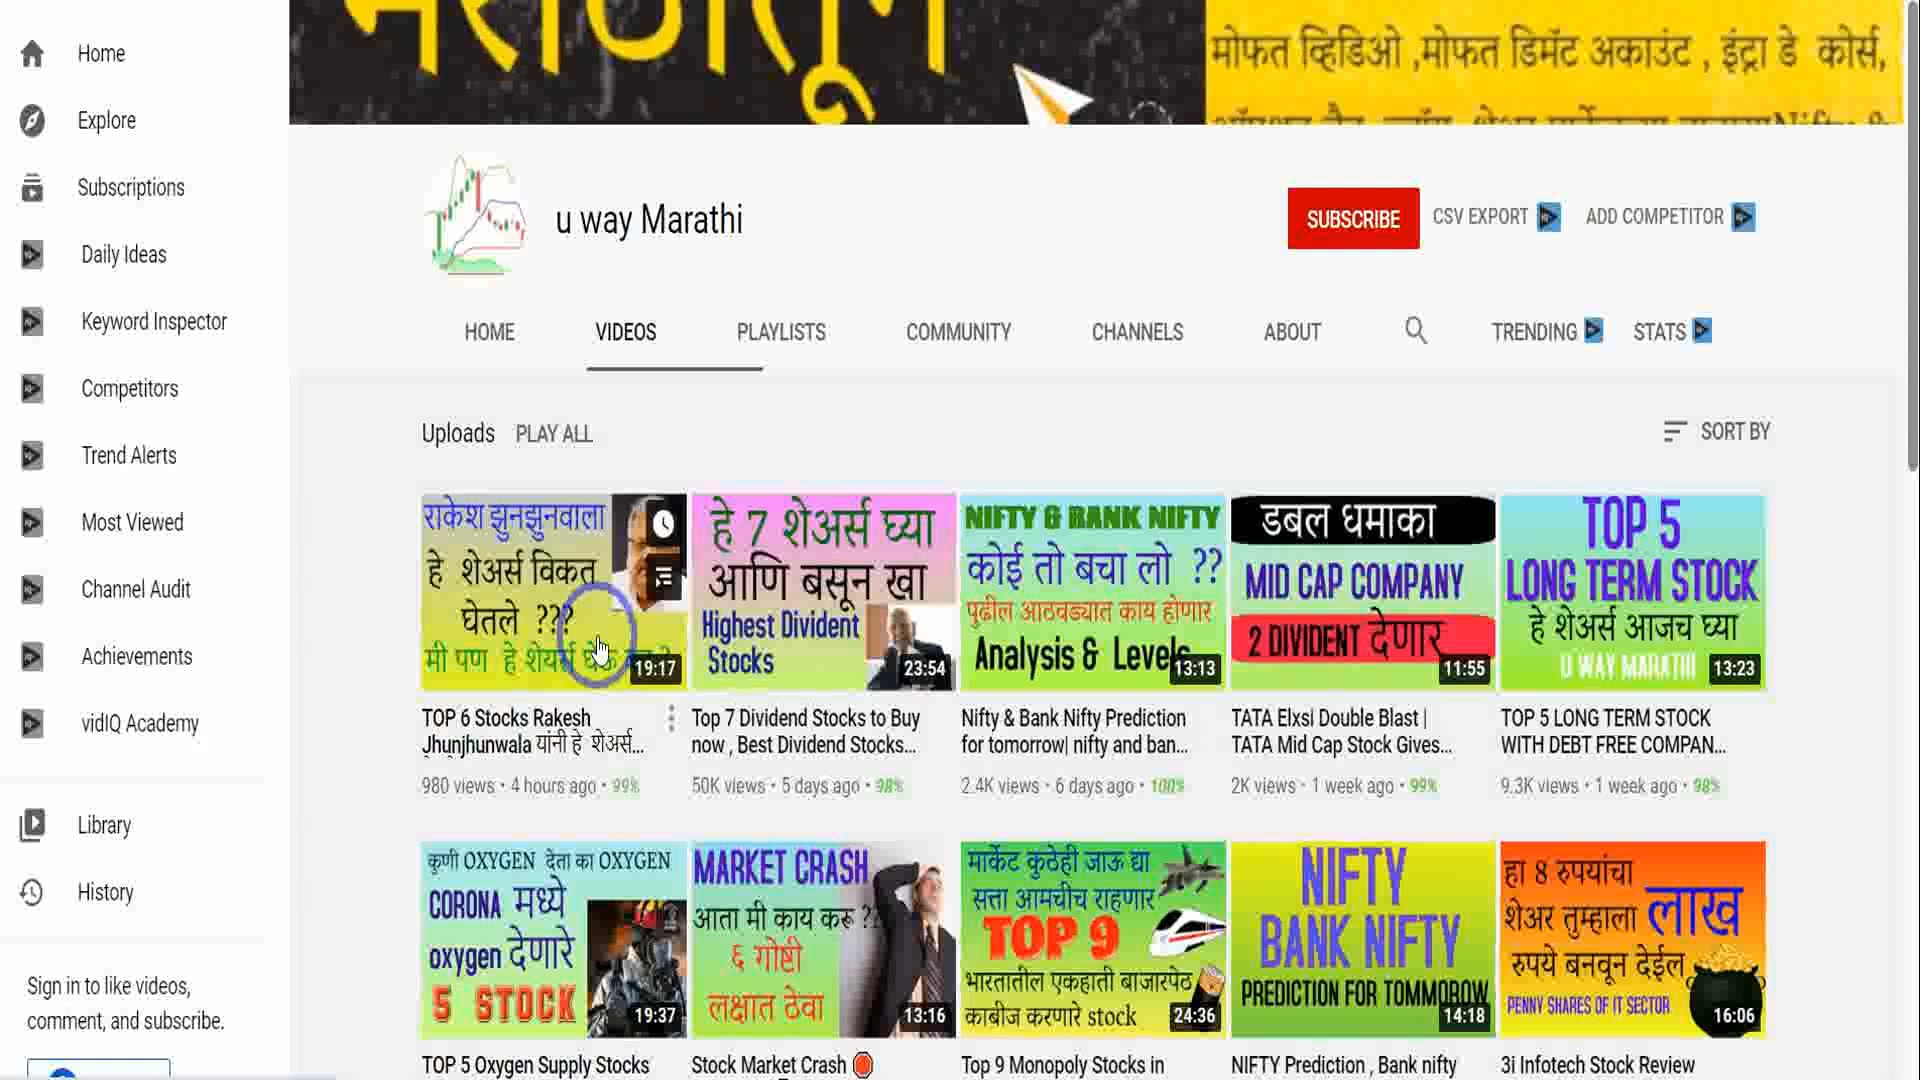 मराठीतून
मोफत व्हिडिओ ,मोफत डिमॅट अकाउंट , इंट्रा डे कोर्स,
Home
Explore
Subscriptions
Daily Ideas
Keyword Inspector
Competitors
Trend Alerts
Most Viewed
Channel Audit
Achievements
vidIQ Academy
Library
History
Sign in to like videos,
comment, and subscribe.
u way Marathi
SUBSCRIBE
CSV EXPORT
ADD COMPETITOR
HOME
VIDEOS
PLAYLISTS
COMMUNITY
CHANNELS
ABOUT
TRENDING
STATS
Uploads
PLAY ALL
SORT BY
राकेश झुनझुनवाला
हे शेअर्स विकत
घेतले ???
मी पण हे शेयर्स
19:17
TOP 6 Stocks Rakesh
Jhunjhunwala यांनी हे शेअर्स...
980 views • 4 hours ago • 99%
हे 7 शेअर्स घ्या
आणि बसून खा
Highest Divident
Stocks
23:54
Top 7 Dividend Stocks to Buy
now , Best Dividend Stocks...
50K views • 5 days ago • 98%
NIFTY & BANK NIFTY
कोई तो बचा लो ??
पुढील आठवड्यात काय होणार
Analysis & Levels
13:13
Nifty & Bank Nifty Prediction
for tomorrow| nifty and ban...
2.4K views • 6 days ago • 100%
डबल धमाका
MID CAP COMPANY
2 DIVIDENT देणार
11:55
TATA Elxsi Double Blast |
TATA Mid Cap Stock Gives...
2K views • 1 week ago • 99%
TOP 5
LONG TERM STOCK
हे शेअर्स आजच घ्या
U WAY MARATHI
13:23
TOP 5 LONG TERM STOCK
WITH DEBT FREE COMPAN...
9.3K views • 1 week ago • 98%
कुणी OXYGEN देता का OXYGEN
CORONA मध्ये
oxygen देणारे
5 STOCK
19:37
TOP 5 Oxygen Supply Stocks
MARKET CRASH
आता मी काय करू ??
६ गोष्टी
लक्षात ठेवा
13:16
Stock Market Crash
मार्केट कुठेही जाऊ द्या
सत्ता आमचीच राहणार
TOP 9
भारतातील एकहाती बाजारपेठ
काबीज करणारे stock
24:36
Top 9 Monopoly Stocks in
NIFTY
BANK NIFTY
PREDICTION FOR TOMMOROW
14:18
NIFTY Prediction , Bank nifty
हा 8 रुपयांचा
शेअर तुम्हाला लाख
रुपये बनवून देईल
PENNY SHARES OF IT SECTOR
16:06
3i Infotech Stock Review